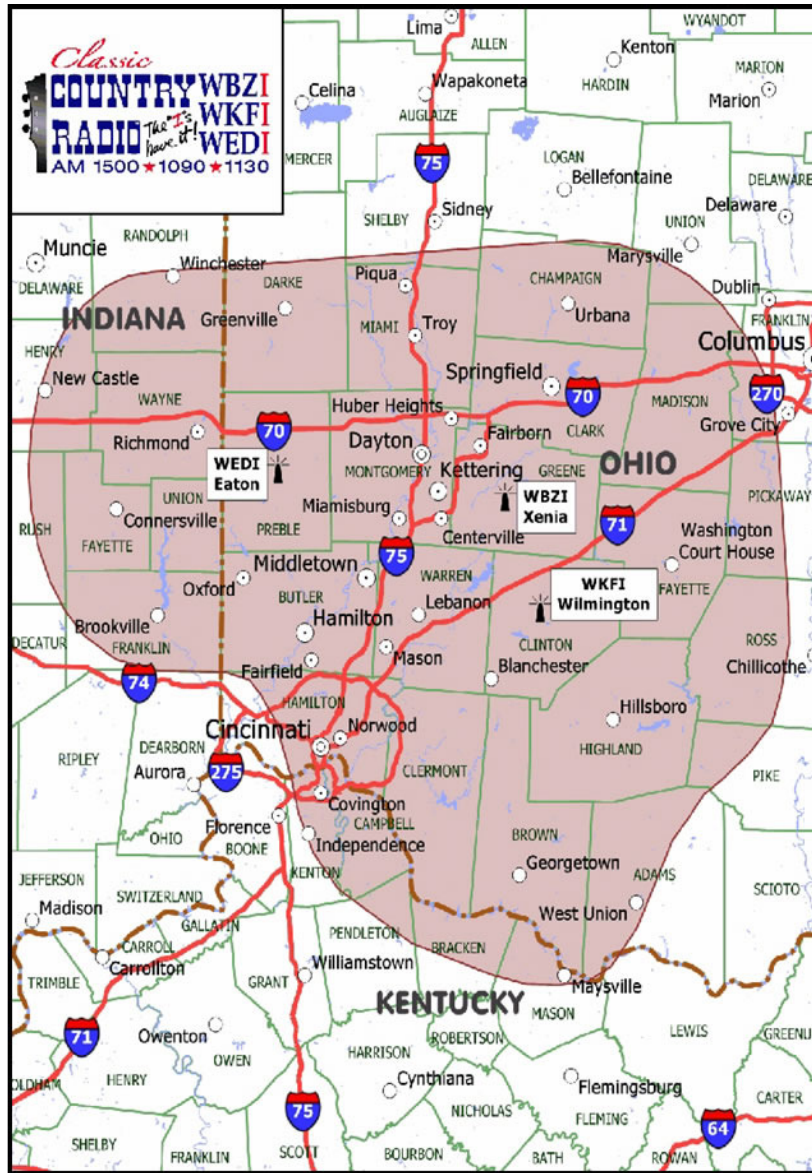 Classic
COUNTRY
RADIO
The "I"s
have it!
WBZI
WKFI
WEDI
AM 1500 ★ 1090 ★ 1130
WYANDOT
Lima
ALLEN
Kenton
HARDIN
MARION
Marion
Celina
Wapakoneta
AUGLAIZE
MERCER
75
LOGAN
Bellefontaine
DELAWARE
Delaware
SHELBY
Sidney
UNION
Marysville
RANDOLPH
Muncie
DELAWARE
Winchester
DARKE
Piqua
CHAMPAIGN
Dublin
INDIANA
Greenville
MIAMI
Troy
Urbana
FRANKLIN
Columbus
HENRY
New Castle
WAYNE
Springfield
70
MADISON
270
Huber Heights
Grove City
Richmond
70
Dayton
Fairborn
CLARK
WEDI
Eaton
MONTGOMERY
Kettering
GREENE
OHIO
UNION
WBZI
Xenia
PICKAWAY
Connersville
PREBLE
Miamisburg
Centerville
71
RUSH
FAYETTE
75
Washington
Court House
Middletown
WARREN
Oxford
WKFI
Wilmington
FAYETTE
BUTLER
Lebanon
Brookville
Hamilton
CLINTON
DECATUR
FRANKLIN
Mason
ROSS
Chillicothe
74
Fairfield
Blanchester
HAMILTON
Hillsboro
Cincinnati
Norwood
HIGHLAND
RIPLEY
DEARBORN
275
CLERMONT
PIKE
Aurora
Covington
Florence
CAMPBELL
OHIO
BOONE
Independence
BROWN
KENTON
Georgetown
ADAMS
JEFFERSON
SWITZERLAND
SCIOTO
West Union
Madison
GALLATIN
CARROLL
PENDLETON
BRACKEN
Carrollton
TRIMBLE
GRANT
Williamstown
Maysville
KENTUCKY
MASON
71
Owenton
ROBERTSON
LEWIS
GREENU
OWEN
HARRISON
OLDHAM
HENRY
Cynthiana
Flemingsburg
CARTER
75
NICHOLAS
FLEMING
64
SHELBY
FRANKLIN
SCOTT
BOURBON
BATH
ROWAN